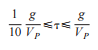 1/10 g/V_P ≤ τ ≤ g/V_P